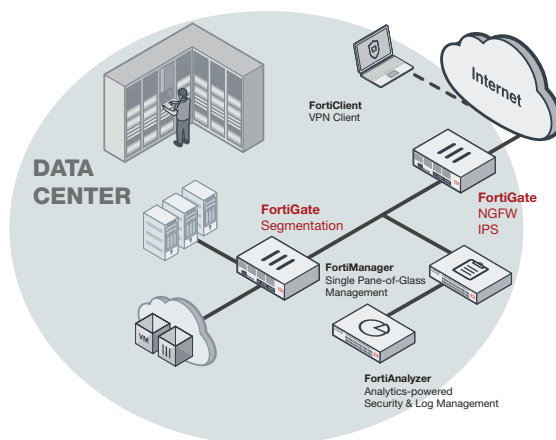 Internet
FortiClient
VPN Client
DATA
CENTER
FortiGate
Segmentation
FortiGate
NGFW
IPS
FortiManager
Single Pane-of-Glass
Management
VM
FortiAnalyzer
Analytics-powered
Security & Log Management